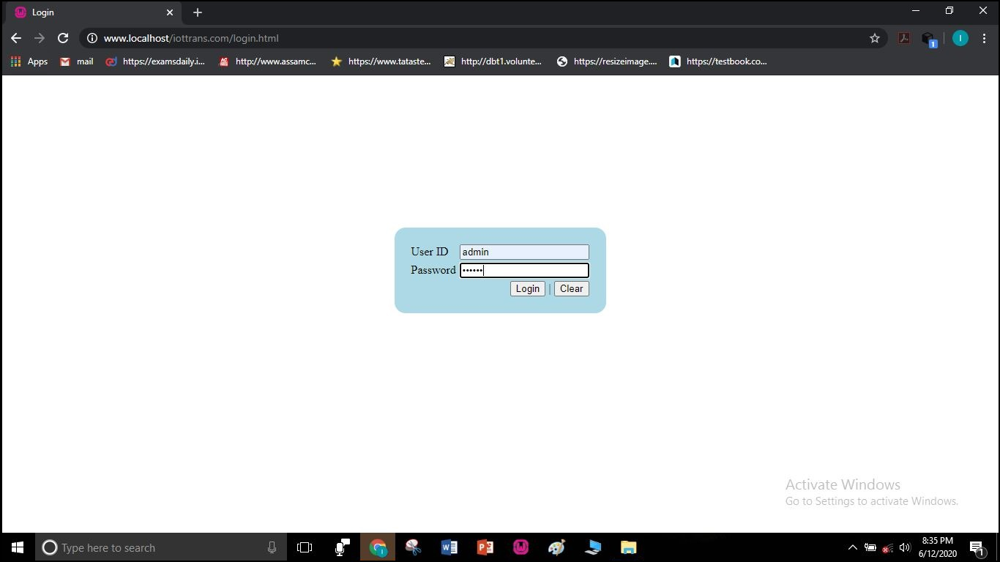 Login
www.localhost/iottrans.com/login.html
1
I
Apps mail https://examsdaily.i... http://www.assamc... https://www.tataste... http://dbt1.volunte... https://resizeimage.... https://testbook.co...
User ID admin
Password ••••••
Login | Clear
Activate Windows
Go to Settings to activate Windows.
Type here to search
8:35 PM
6/12/2020
1